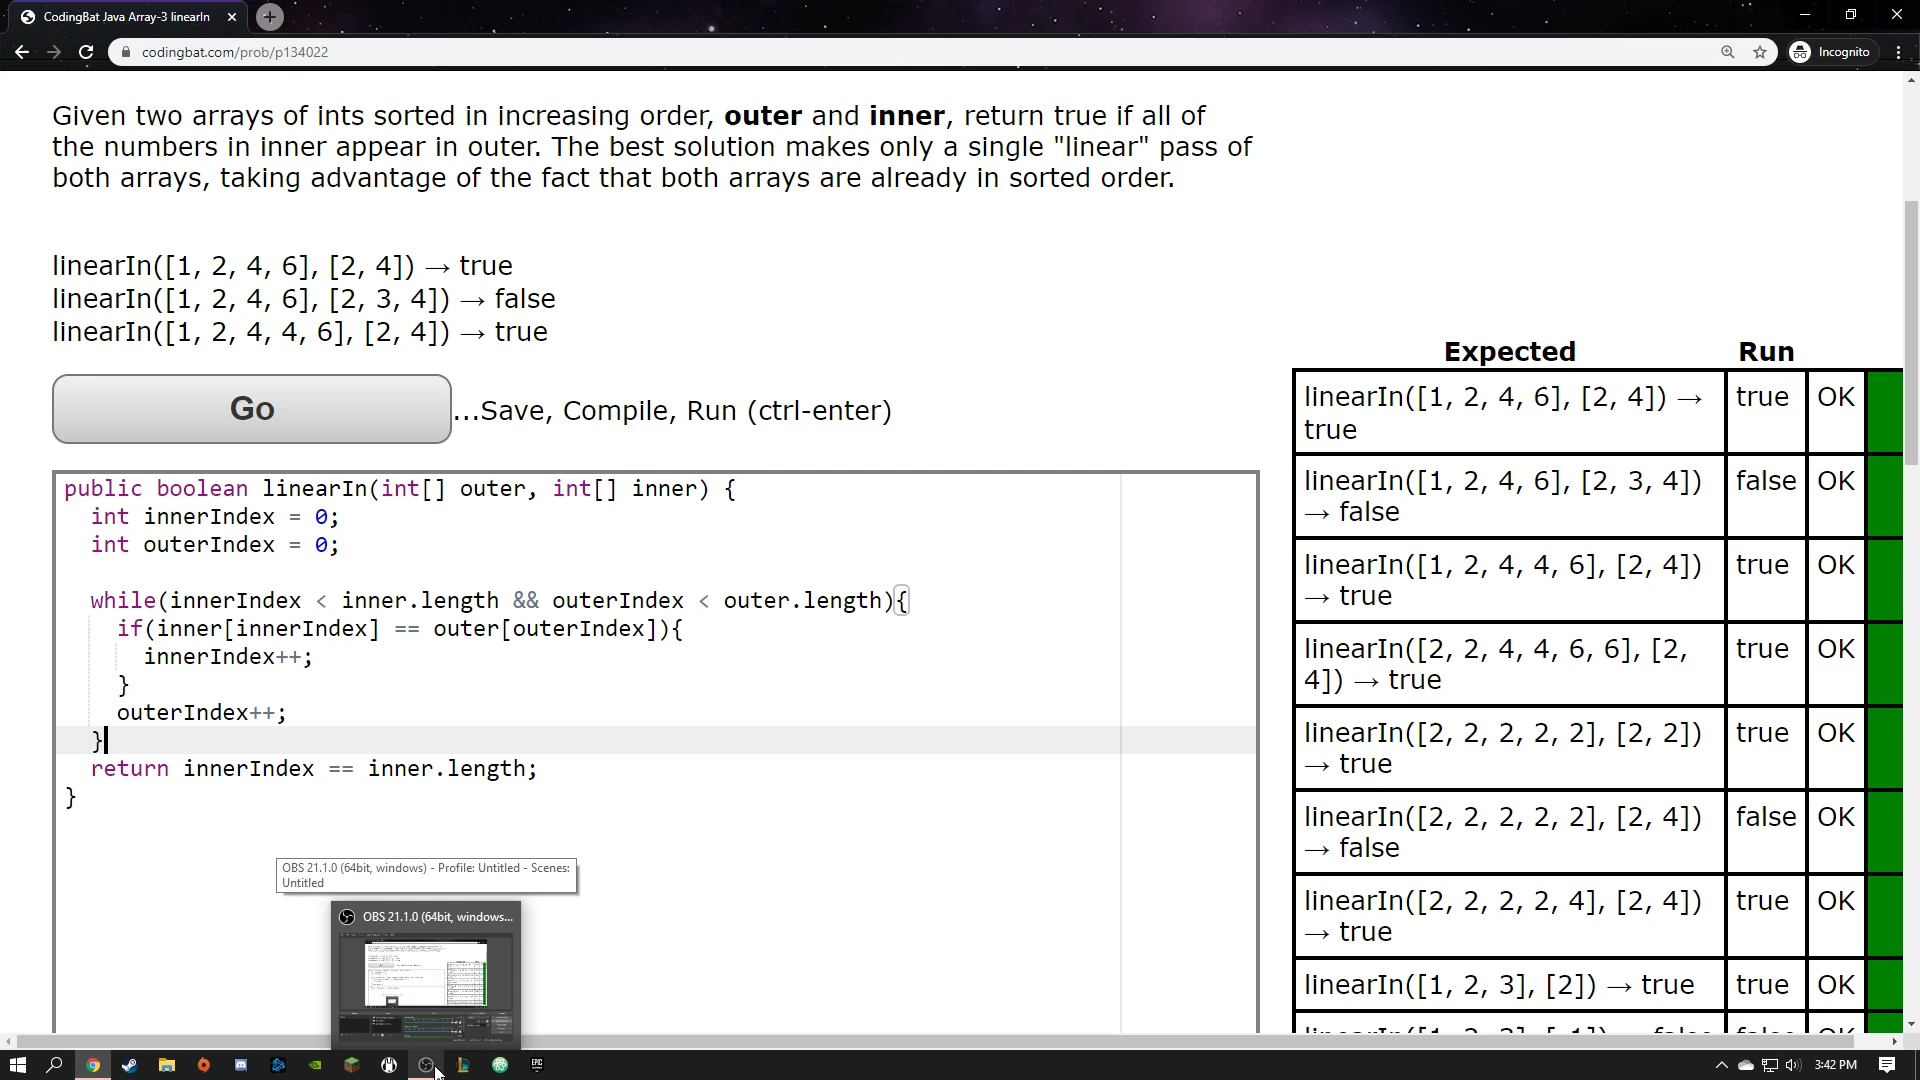 CodingBat Java Array-3 linearIn
codingbat.com/prob/p134022
Incognito
Given two arrays of ints sorted in increasing order, outer and inner, return true if all of
the numbers in inner appear in outer. The best solution makes only a single "linear" pass of
both arrays, taking advantage of the fact that both arrays are already in sorted order.
linearIn([1, 2, 4, 6], [2, 4]) → true
linearIn([1, 2, 4, 6], [2, 3, 4]) → false
linearIn([1, 2, 4, 4, 6], [2, 4]) → true
Go
...Save, Compile, Run (ctrl-enter)
public boolean linearIn(int[] outer, int[] inner) {
int innerIndex = 0;
int outerIndex = 0;
while(innerIndex < inner.length && outerIndex < outer.length){
if(inner[innerIndex] == outer[outerIndex]){
innerIndex++;
}
outerIndex++;
}
return innerIndex == inner.length;
}
Expected Run
linearIn([1, 2, 4, 6], [2, 4]) → true OK
true
linearIn([1, 2, 4, 6], [2, 3, 4]) false OK
→ false
linearIn([1, 2, 4, 4, 6], [2, 4]) true OK
→ true
linearIn([2, 2, 4, 4, 6, 6], [2, true OK
4]) → true
linearIn([2, 2, 2, 2, 2], [2, 2]) true OK
→ true
linearIn([2, 2, 2, 2, 2], [2, 4]) false OK
→ false
linearIn([2, 2, 2, 2, 4], [2, 4]) true OK
→ true
linearIn([1, 2, 3], [2]) → true true OK
OBS 21.1.0 (64bit, windows) - Profile: Untitled - Scenes:
Untitled
OBS 21.1.0 (64bit, windows...
EPIC
3:42 PM